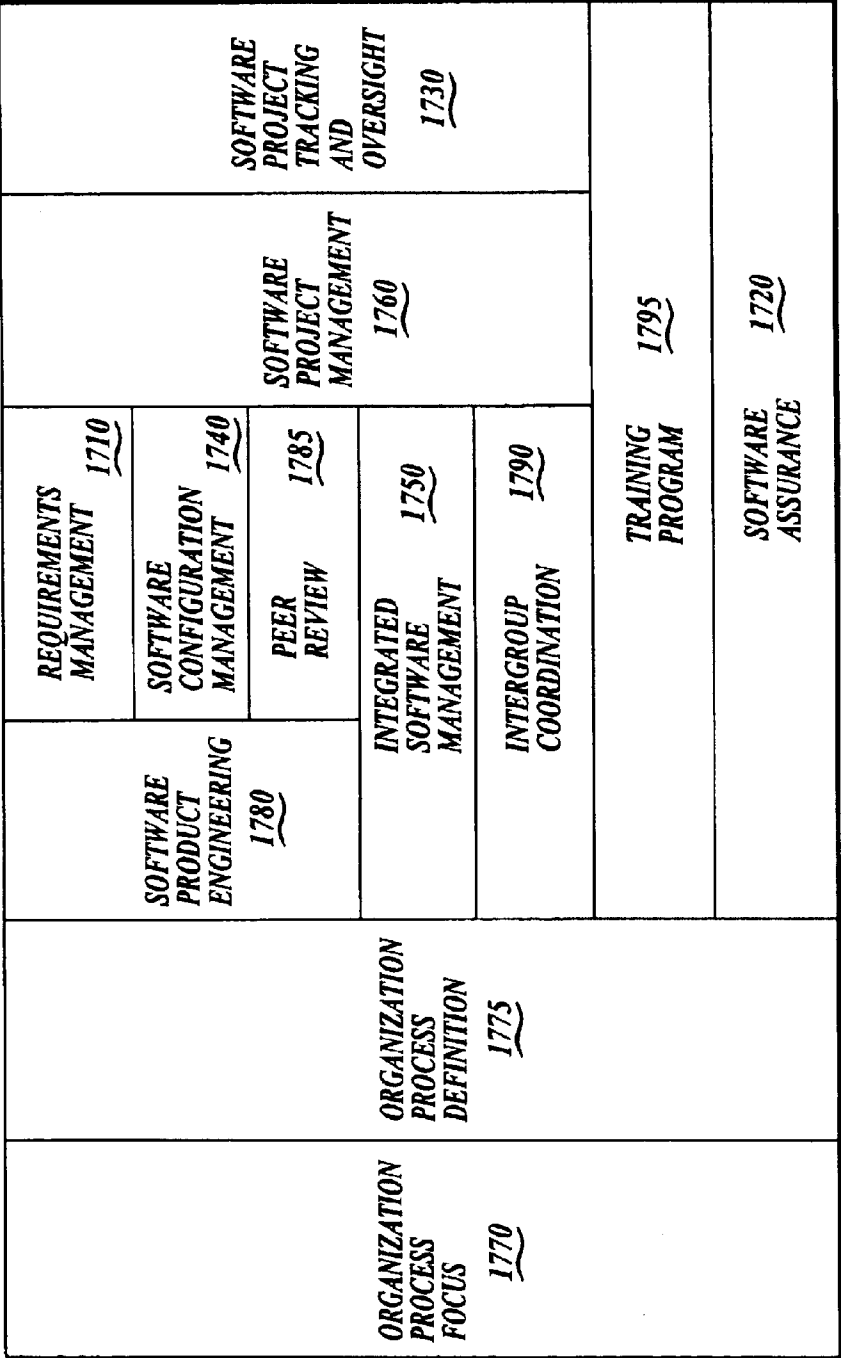 ORGANIZATION
PROCESS
FOCUS
1770
ORGANIZATION
PROCESS
DEFINITION
1775
SOFTWARE
PRODUCT
ENGINEERING
1780
REQUIREMENTS
MANAGEMENT
1710
SOFTWARE
CONFIGURATION
MANAGEMENT
1740
PEER
REVIEW
1785
INTEGRATED
SOFTWARE
MANAGEMENT
1750
INTERGROUP
COORDINATION
1790
SOFTWARE
PROJECT
MANAGEMENT
1760
SOFTWARE
PROJECT
TRACKING
AND
OVERSIGHT
1730
TRAINING
PROGRAM
1795
SOFTWARE
ASSURANCE
1720